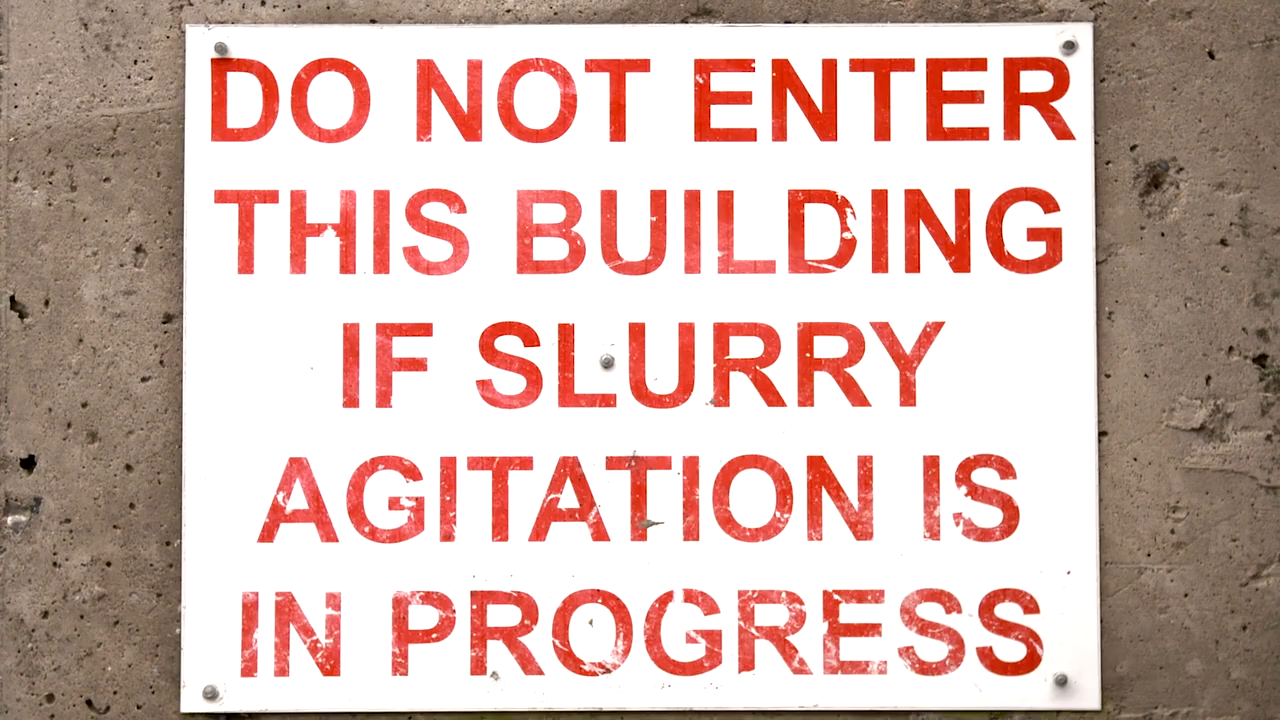 DO NOT ENTER
THIS BUILDING
IF SLURRY
AGITATION IS
IN PROGRESS